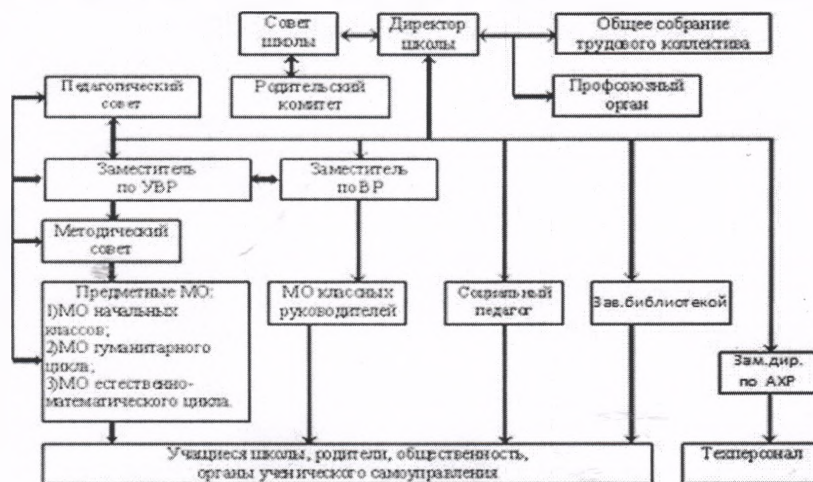 Совет
школы
Директор
школы
Общее собрание
трудового коллектива
Педагогический
совет
Родительский
комитет
Профсоюзный
орган
Заместитель
по УВР
Заместитель
по ВР
Методический
совет
Предметные МО:
1)МО начальных
классов;
2)МО гуманитарного
цикла;
3)МО естественно-
математического цикла.
МО классных
руководителей
Социальный
педагог
Зав.библиотекой
Зам.дир.
по АХР
Учащиеся школы, родители, общественность,
органы ученического самоуправления
Техперсонал